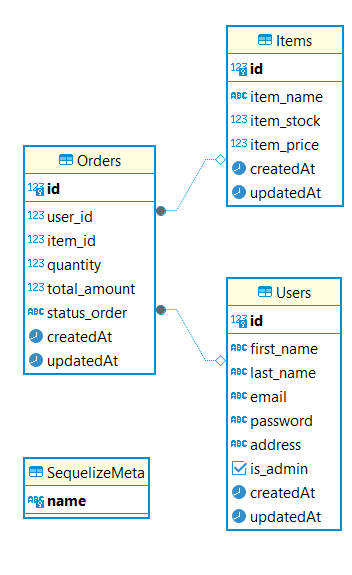 Items
123 id
ABC item_name
123 item_stock
123 item_price
createdAt
updatedAt
Orders
123 id
123 user_id
123 item_id
123 quantity
123 total_amount
ABC status_order
createdAt
updatedAt
Users
123 id
ABC first_name
ABC last_name
ABC email
ABC password
ABC address
is_admin
createdAt
updatedAt
SequelizeMeta
ABC name